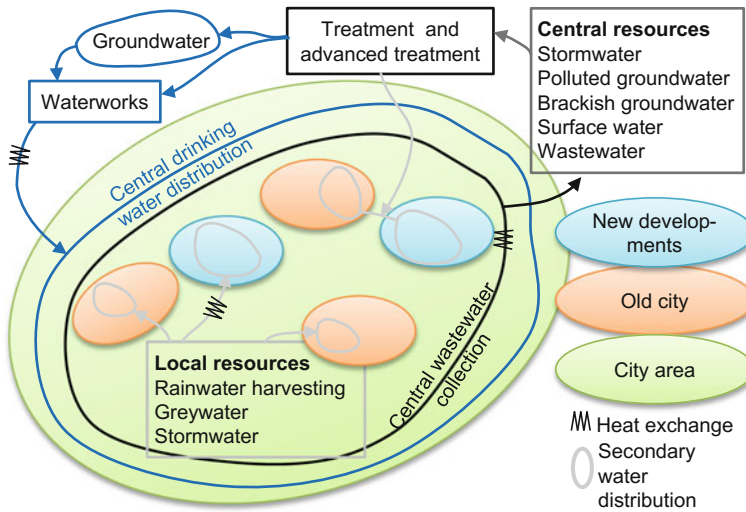 Groundwater
Treatment and
advanced treatment
Central resources
Stormwater
Polluted groundwater
Brackish groundwater
Surface water
Wastewater
Waterworks
Central drinking
water distribution
New develop-
ments
Old city
City area
Local resources
Rainwater harvesting
Greywater
Stormwater
Central wastewater
collection
Heat exchange
Secondary
water
distribution